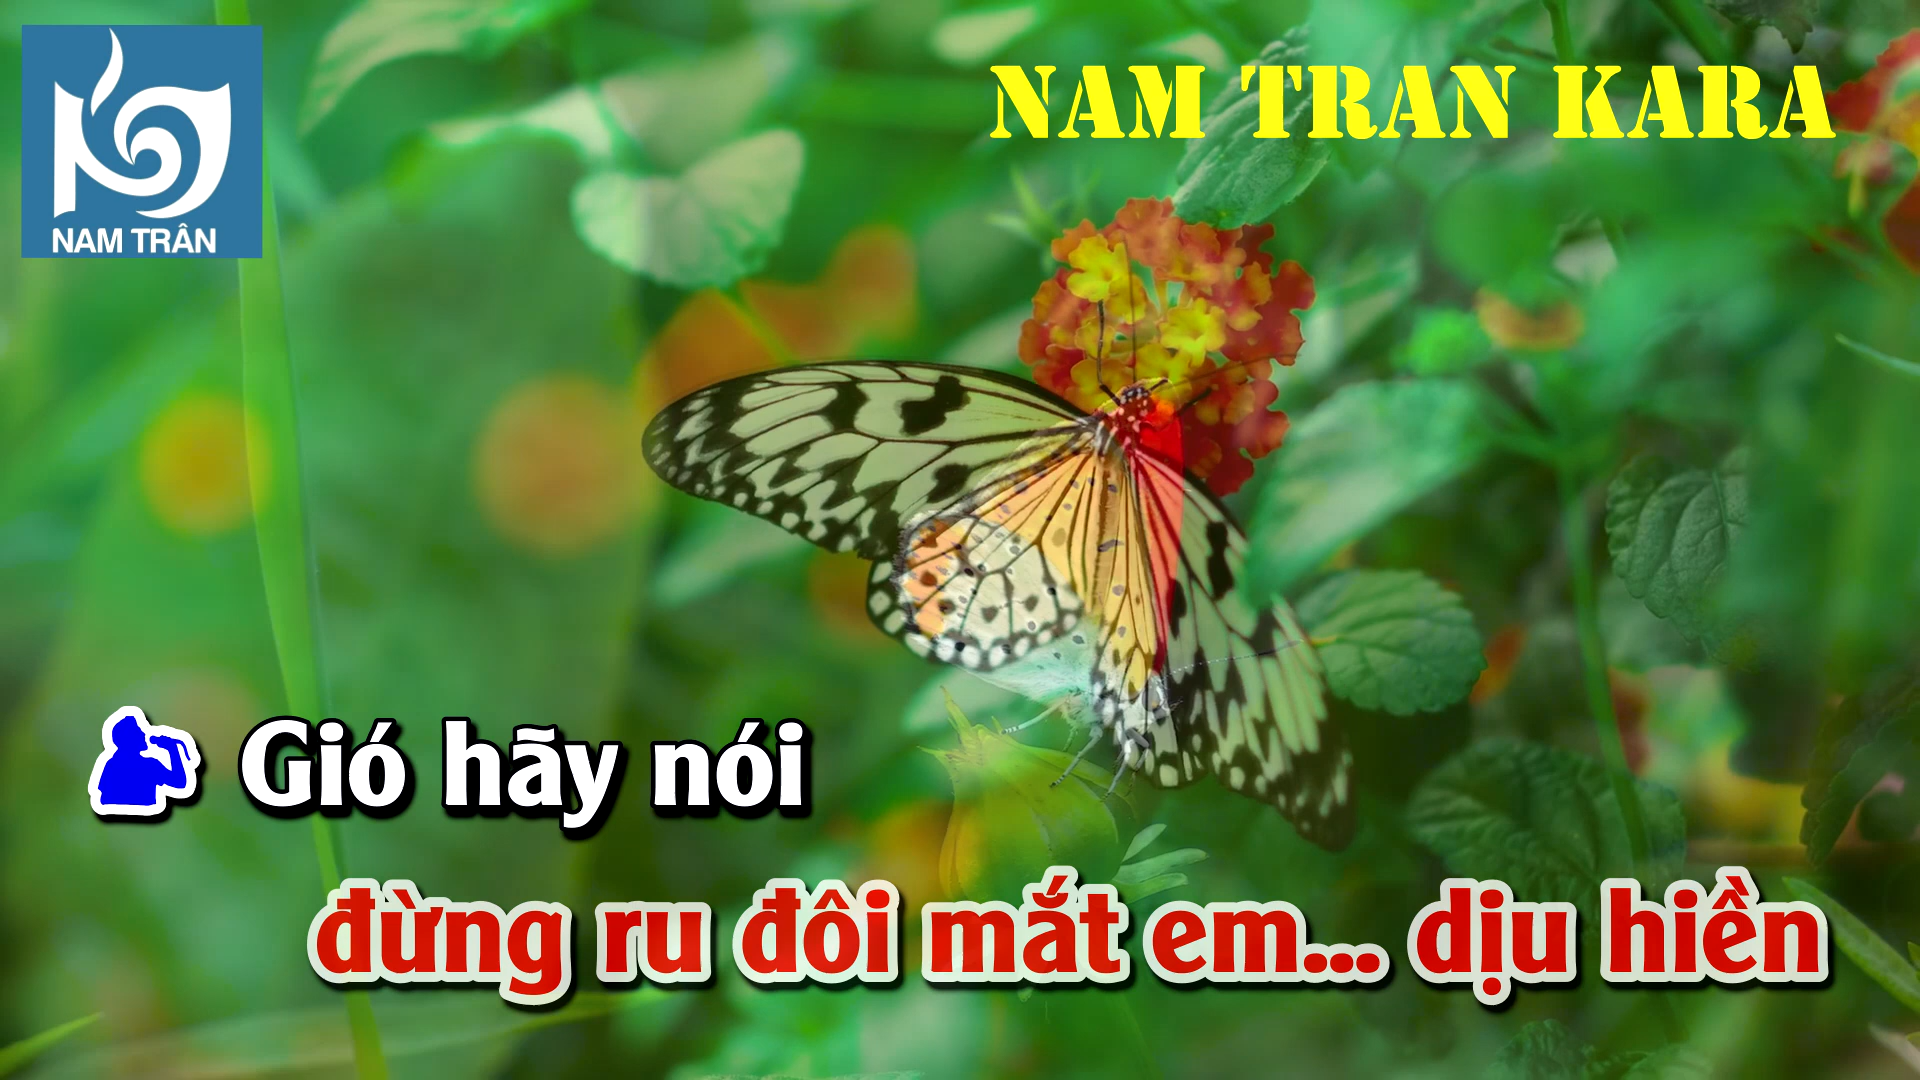 NAM TRÂN
NAM TRAN KARA
Gió hãy nói
đừng ru đôi mắt em... dịu hiền